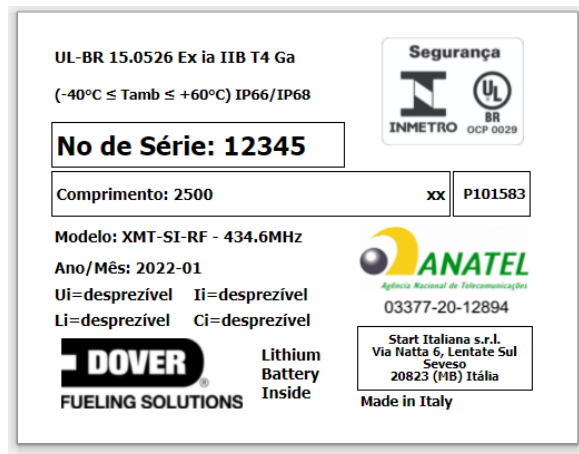 UL-BR 15.0526 Ex ia IIB T4 Ga
(-40°C ≤ Tamb ≤ +60°C) IP66/IP68
Segurança
INMETRO
UL
BR
OCP 0029
No de Série: 12345
Comprimento: 2500 xx P101583
Modelo: XMT-SI-RF - 434.6MHz
Ano/Mês: 2022-01
Ui=desprezível Ii=desprezível
Li=desprezível Ci=desprezível
ANATEL
Agência Nacional de Telecomunicações
03377-20-12894
DOVER®
FUELING SOLUTIONS
Lithium
Battery
Inside
Start Italiana s.r.l.
Via Natta 6, Lentate Sul
Seveso
20823 (MB) Itália
Made in Italy